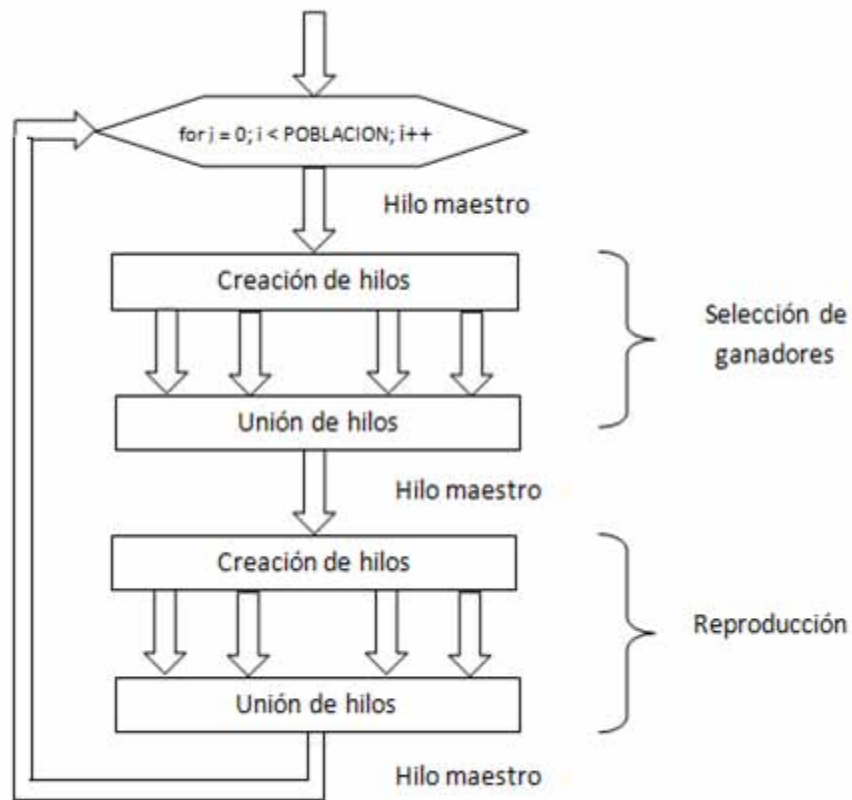 for j = 0; i < POBLACION; i++
Hilo maestro
Creación de hilos
Selección de
ganadores
Unión de hilos
Hilo maestro
Creación de hilos
Reproducción
Unión de hilos
Hilo maestro